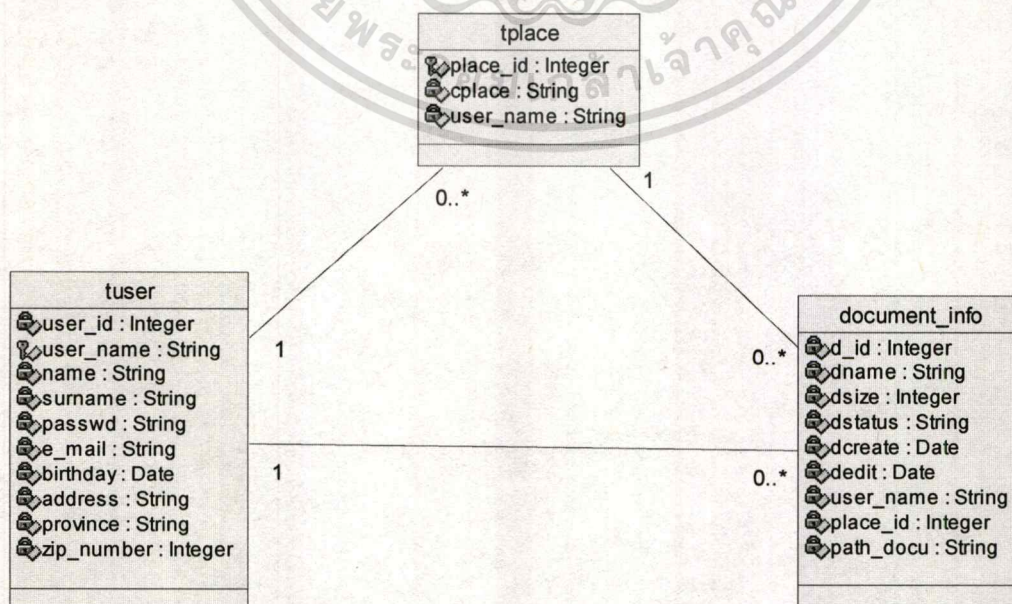 tplace
place_id : Integer
cplace : String
user_name : String
1
0..*
tuser
user_id : Integer
user_name : String
name : String
surname : String
passwd : String
e_mail : String
birthday : Date
address : String
province : String
zip_number : Integer
1
0..*
1
0..*
document_info
d_id : Integer
dname : String
dsize : Integer
dstatus : String
dcreate : Date
dedit : Date
user_name : String
place_id : Integer
path_docu : String